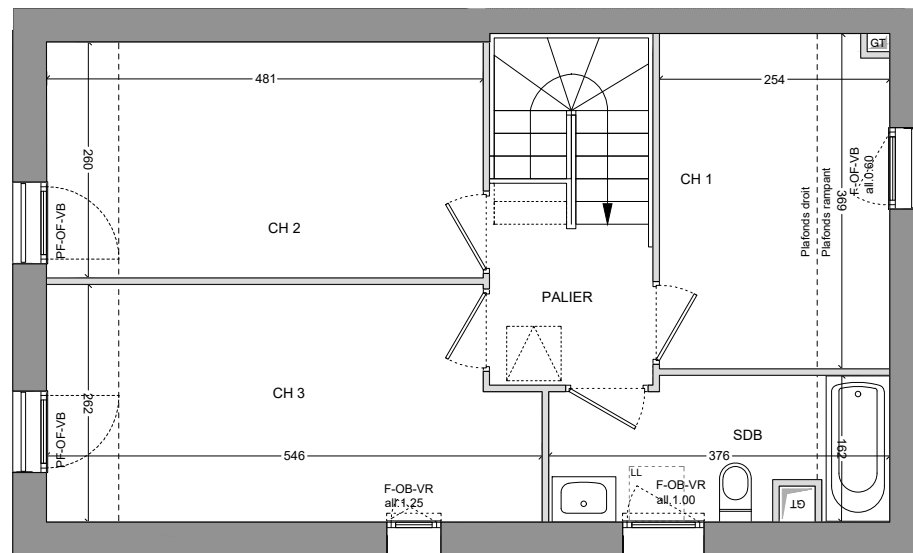 GT
481
254
260
CH 1
F-OF-VB
all.0.60
369
Plafonds droit
Plafonds rampant
PF-OF-VB
CH 2
PALIER
CH 3
262
PF-OF-VB
SDB
162
546
376
F-OB-VR
all.1.25
LL
F-OB-VR
all.1.00
GT